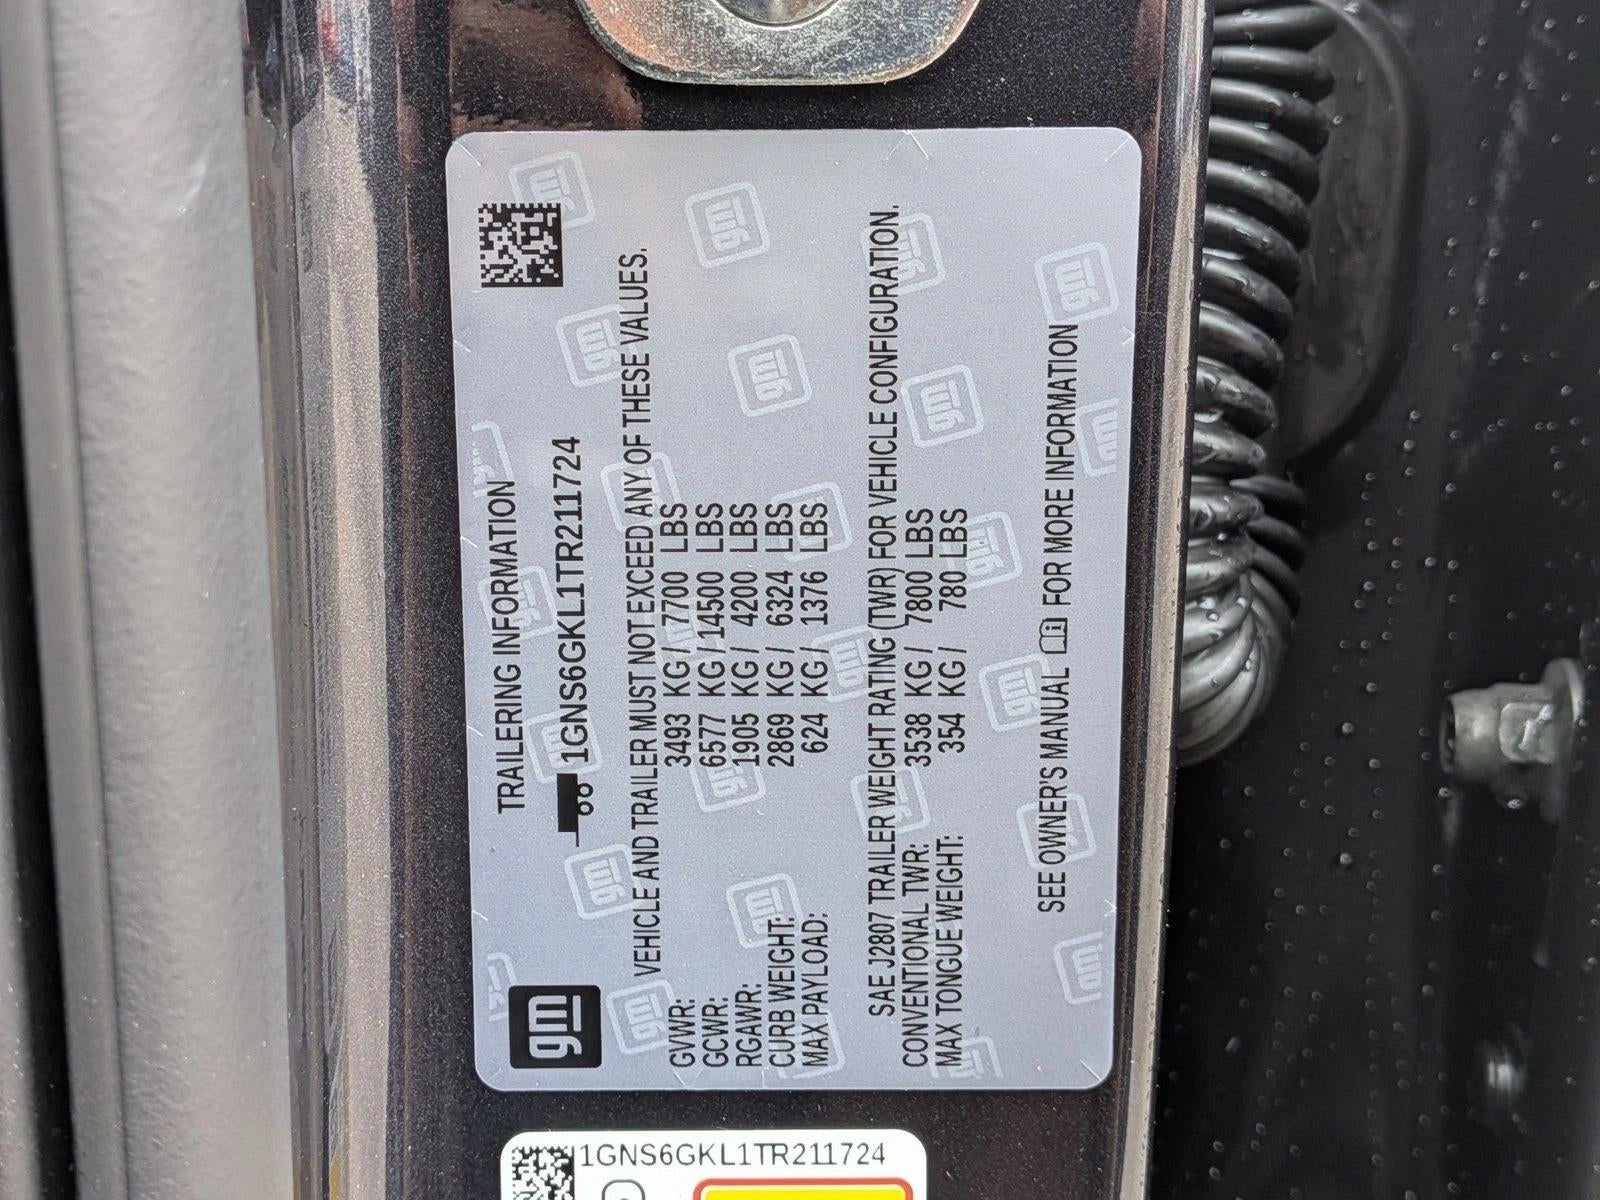 gm
TRAILERING INFORMATION
1GNS6GKL1TR211724
VEHICLE AND TRAILER MUST NOT EXCEED ANY OF THESE VALUES.
GVWR: 3493 KG / 7700 LBS
GCWR: 6577 KG / 14500 LBS
RGAWR: 1905 KG / 4200 LBS
CURB WEIGHT: 2869 KG / 6324 LBS
MAX PAYLOAD: 624 KG / 1376 LBS
SAE J2807 TRAILER WEIGHT RATING (TWR) FOR VEHICLE CONFIGURATION.
CONVENTIONAL TWR: 3538 KG / 7800 LBS
MAX TONGUE WEIGHT: 354 KG / 780 LBS
SEE OWNER'S MANUAL FOR MORE INFORMATION
1GNS6GKL1TR211724